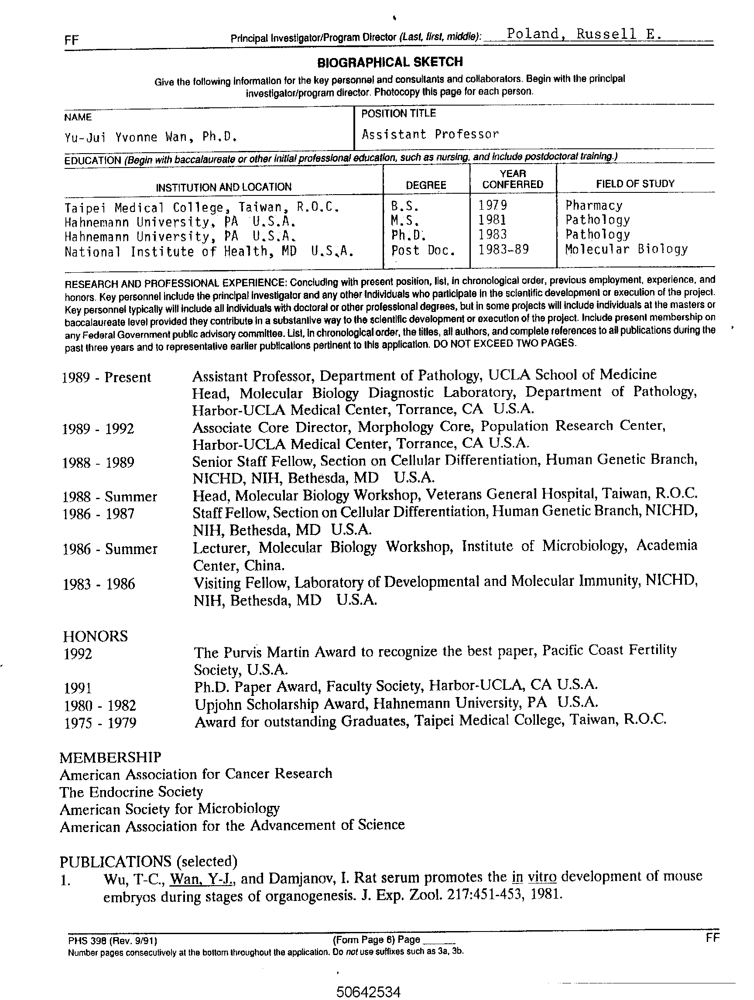 FF
Principal Investigator/Program Director (Last, first, middle): Poland, Russell E.
BIOGRAPHICAL SKETCH
Give the following information for the key personnel and consultants and collaborators. Begin with the principal
investigator/program director. Photocopy this page for each person.
NAME
POSITION TITLE
Yu-Jui Yvonne Wan, Ph.D.
Assistant Professor
EDUCATION (Begin with baccalaureate or other initial professional education, such as nursing, and include postdoctoral training.)
INSTITUTION AND LOCATION DEGREE YEAR CONFERRED FIELD OF STUDY
Taipei Medical College, Taiwan, R.O.C. B.S. 1979 Pharmacy
Hahnemann University, PA U.S.A. M.S. 1981 Pathology
Hahnemann University, PA U.S.A. Ph.D. 1983 Pathology
National Institute of Health, MD U.S.A. Post Doc. 1983-89 Molecular Biology
RESEARCH AND PROFESSIONAL EXPERIENCE: Concluding with present position, list, in chronological order, previous employment, experience, and
honors. Key personnel include the principal investigator and any other individuals who participate in the scientific development or execution of the project.
Key personnel typically will include all individuals with doctoral or other professional degrees, but in some projects will include individuals at the masters or
baccalaureate level provided they contribute in a substantive way to the scientific development or execution of the project. Include present membership on
any Federal Government public advisory committee. List, in chronological order, the titles, all authors, and complete references to all publications during the
past three years and to representative earlier publications pertinent to this application. DO NOT EXCEED TWO PAGES.
1989 - Present Assistant Professor, Department of Pathology, UCLA School of Medicine
Head, Molecular Biology Diagnostic Laboratory, Department of Pathology,
Harbor-UCLA Medical Center, Torrance, CA U.S.A.
1989 - 1992 Associate Core Director, Morphology Core, Population Research Center,
Harbor-UCLA Medical Center, Torrance, CA U.S.A.
1988 - 1989 Senior Staff Fellow, Section on Cellular Differentiation, Human Genetic Branch,
NICHD, NIH, Bethesda, MD U.S.A.
1988 - Summer Head, Molecular Biology Workshop, Veterans General Hospital, Taiwan, R.O.C.
1986 - 1987 Staff Fellow, Section on Cellular Differentiation, Human Genetic Branch, NICHD,
NIH, Bethesda, MD U.S.A.
1986 - Summer Lecturer, Molecular Biology Workshop, Institute of Microbiology, Academia
Center, China.
1983 - 1986 Visiting Fellow, Laboratory of Developmental and Molecular Immunity, NICHD,
NIH, Bethesda, MD U.S.A.
HONORS
1992 The Purvis Martin Award to recognize the best paper, Pacific Coast Fertility
Society, U.S.A.
1991 Ph.D. Paper Award, Faculty Society, Harbor-UCLA, CA U.S.A.
1980 - 1982 Upjohn Scholarship Award, Hahnemann University, PA U.S.A.
1975 - 1979 Award for outstanding Graduates, Taipei Medical College, Taiwan, R.O.C.
MEMBERSHIP
American Association for Cancer Research
The Endocrine Society
American Society for Microbiology
American Association for the Advancement of Science
PUBLICATIONS (selected)
1. Wu, T-C., Wan, Y-J., and Damjanov, I. Rat serum promotes the in vitro development of mouse
embryos during stages of organogenesis. J. Exp. Zool. 217:451-453, 1981.
PHS 398 (Rev. 9/91) (Form Page 6) Page FF
Number pages consecutively at the bottom throughout the application. Do not use suffixes such as 3a, 3b.
50642534